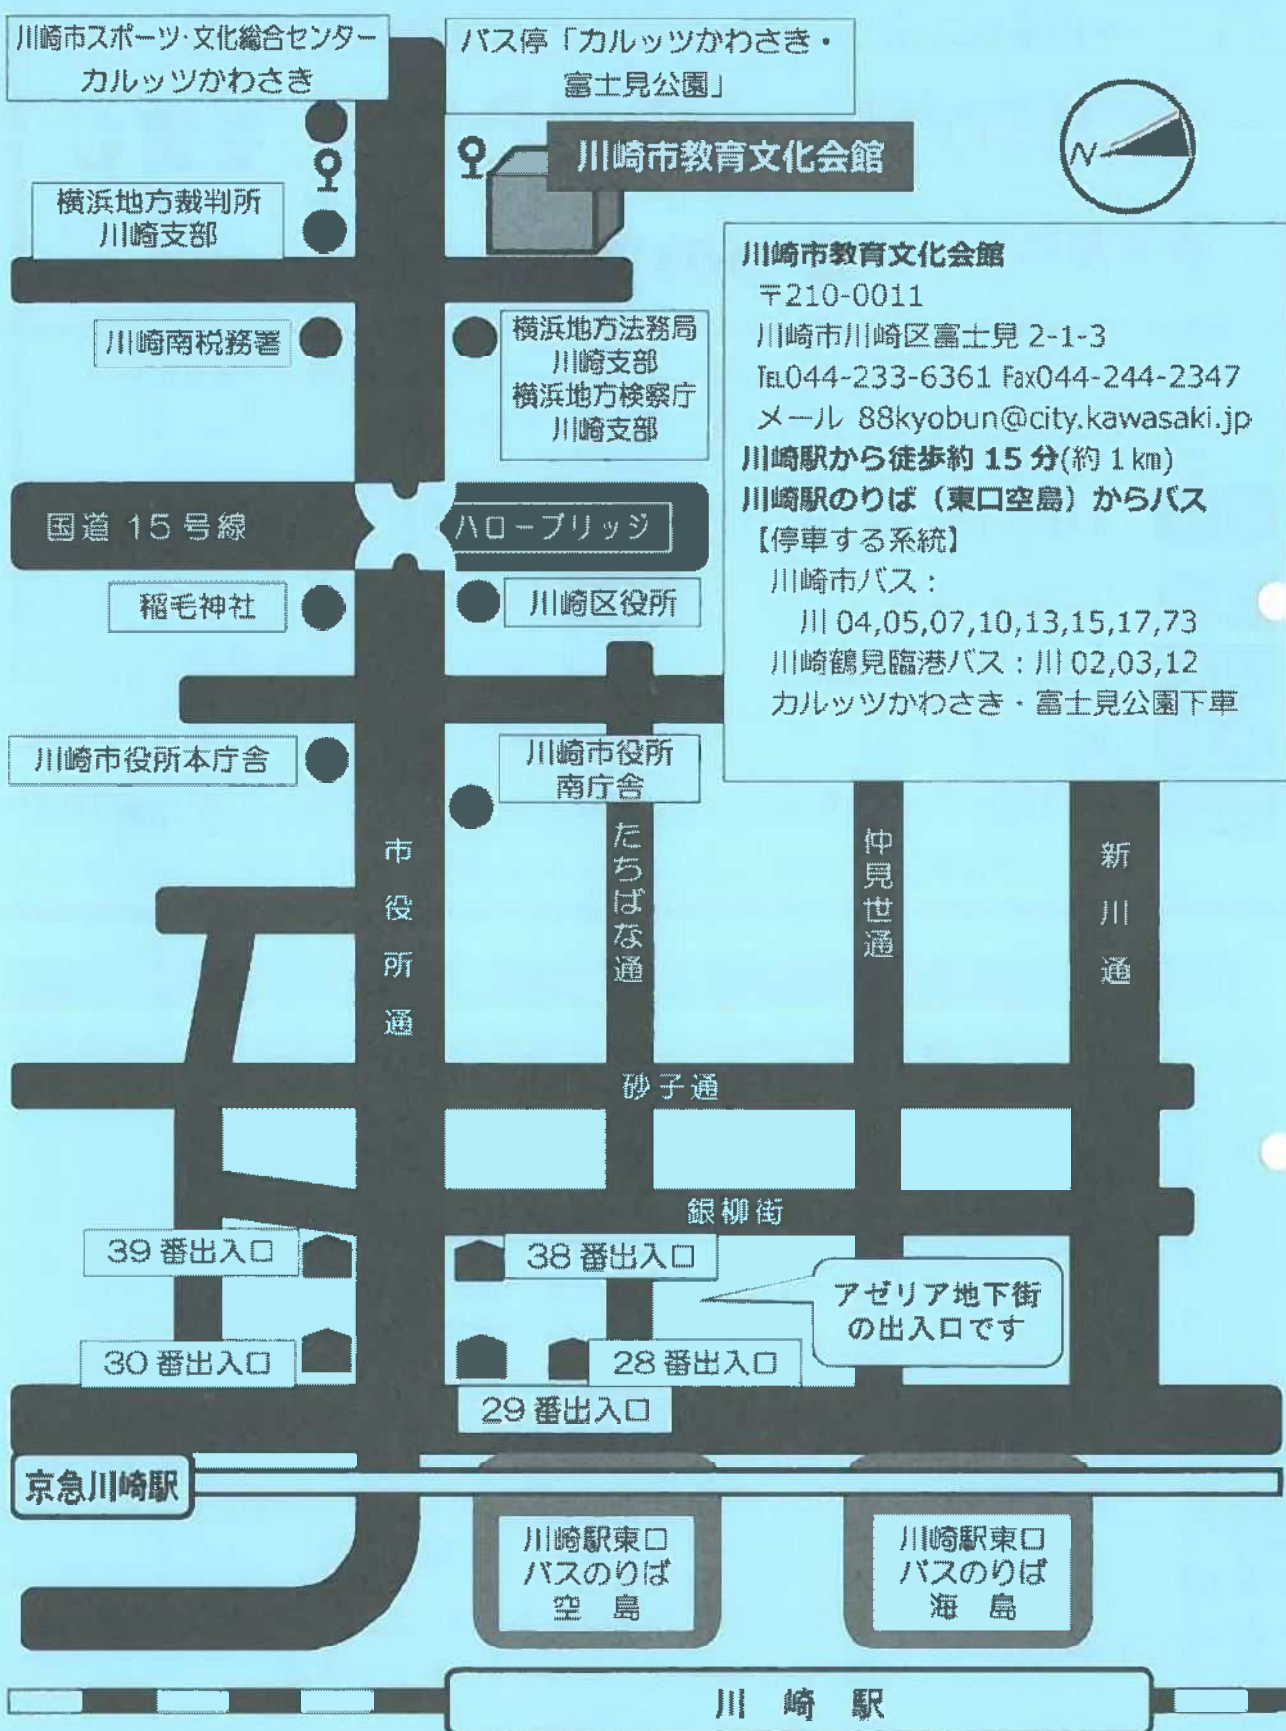 川崎市スポーツ・文化総合センター
カルッツかわさき
バス停「カルッツかわさき・
富士見公園」
川崎市教育文化会館
N
横浜地方裁判所
川崎支部
川崎市教育文化会館
〒210-0011
川崎市川崎区富士見 2-1-3
℡044-233-6361 Fax044-244-2347
メール 88kyobun@city.kawasaki.jp
川崎駅から徒歩約 15 分(約 1 km)
川崎駅のりば（東口空島）からバス
【停車する系統】
川崎市バス：
川 04,05,07,10,13,15,17,73
川崎鶴見臨港バス：川 02,03,12
カルッツかわさき・富士見公園下車
川崎南税務署
横浜地方法務局
川崎支部
横浜地方検察庁
川崎支部
国道 15 号線
ハローブリッジ
稲毛神社
川崎区役所
川崎市役所本庁舎
川崎市役所
南庁舎
市役所通
たちばな通
仲見世通
新川通
砂子通
銀柳街
39 番出入口
38 番出入口
アゼリア地下街
の出入口です
30 番出入口
28 番出入口
29 番出入口
京急川崎駅
川崎駅東口
バスのりば
空 島
川崎駅東口
バスのりば
海 島
川 崎 駅